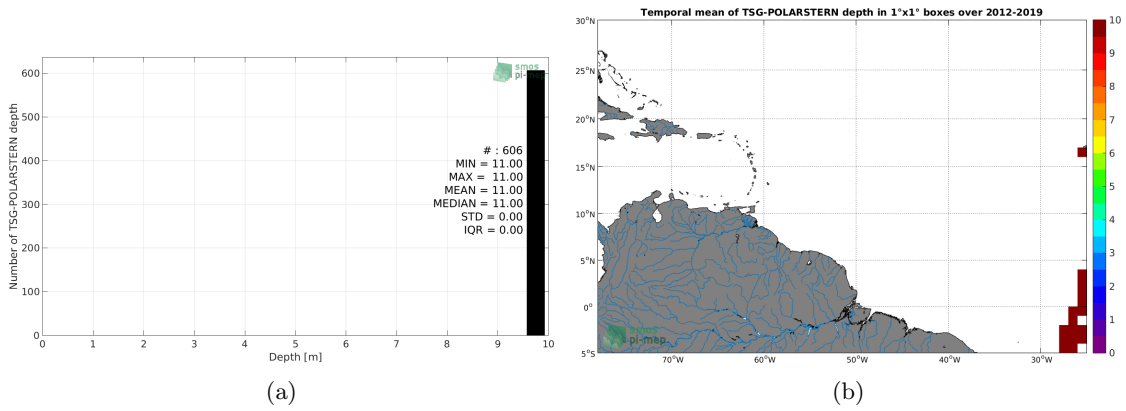 smos
pi-map
Number of TSG-POLARSTERN depth
600
500
400
300
200
100
0
# : 606
MIN = 11.00
MAX = 11.00
MEAN = 11.00
MEDIAN = 11.00
STD = 0.00
IQR = 0.00
0 1 2 3 4 5 6 7 8 9 10
Depth [m]
(a)
Temporal mean of TSG-POLARSTERN depth in 1°x1° boxes over 2012-2019
30°N
25°N
20°N
15°N
10°N
5°N
0°
5°S
70°W 60°W 50°W 40°W 30°W
smos
pi-map
10
9
8
7
6
5
4
3
2
1
0
(b)